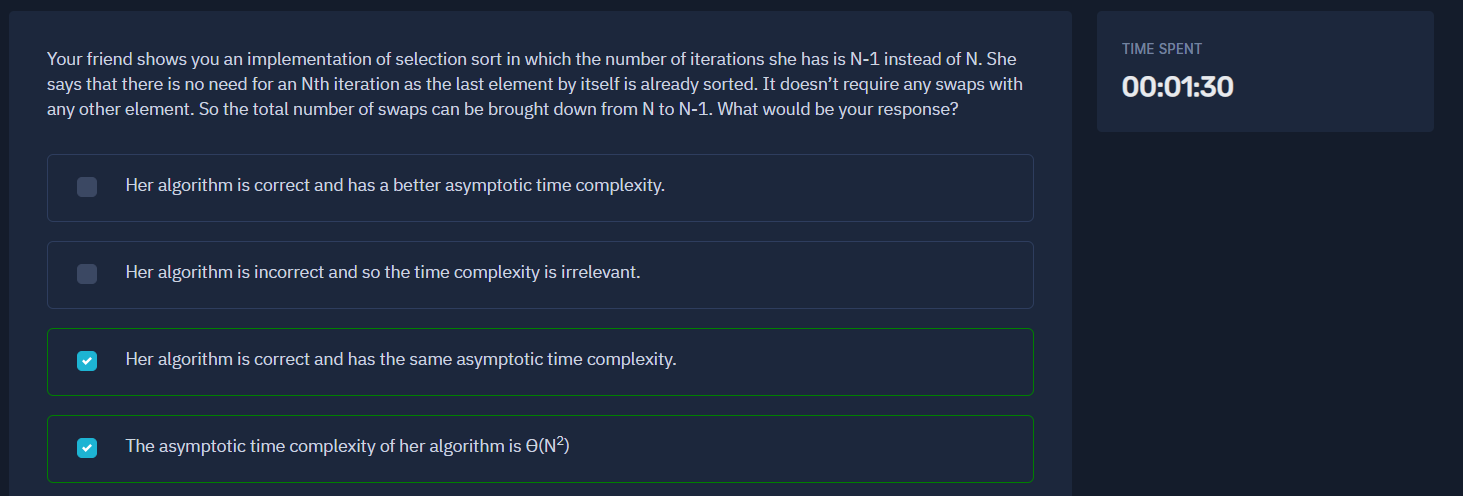 Your friend shows you an implementation of selection sort in which the number of iterations she has is N-1 instead of N. She
says that there is no need for an Nth iteration as the last element by itself is already sorted. It doesn’t require any swaps with
any other element. So the total number of swaps can be brought down from N to N-1. What would be your response?
Her algorithm is correct and has a better asymptotic time complexity.
Her algorithm is incorrect and so the time complexity is irrelevant.
Her algorithm is correct and has the same asymptotic time complexity.
The asymptotic time complexity of her algorithm is Θ(N²)
TIME SPENT
00:01:30